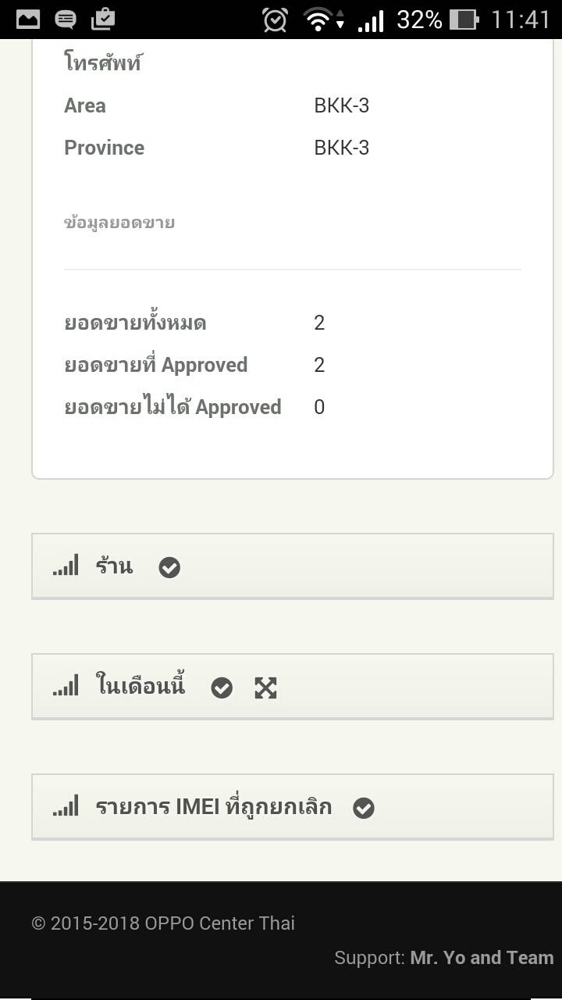 32% 11:41
โทรศัพท์
Area BKK-3
Province BKK-3
ข้อมูลยอดขาย
ยอดขายทั้งหมด 2
ยอดขายที่ Approved 2
ยอดขายไม่ได้ Approved 0
ร้าน
ในเดือนนี้
รายการ IMEI ที่ถูกยกเลิก
© 2015-2018 OPPO Center Thai
Support: Mr. Yo and Team